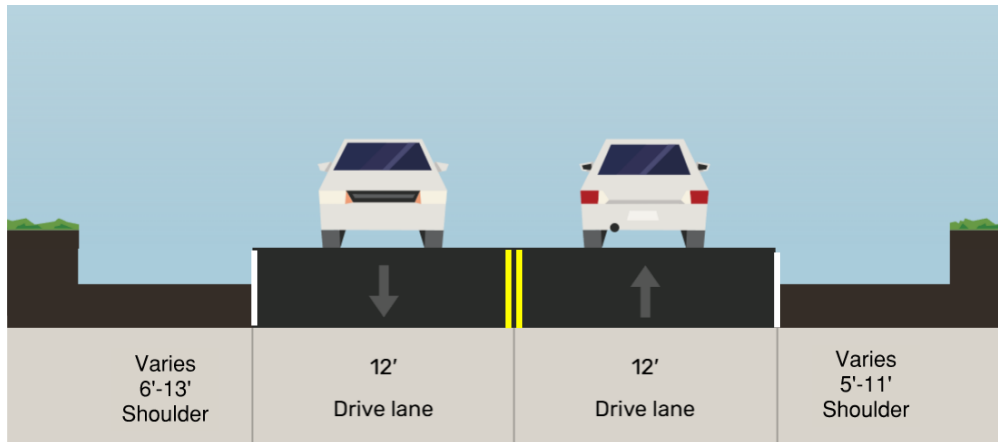 Varies
6'-13'
Shoulder
12′
Drive lane
12′
Drive lane
Varies
5'-11'
Shoulder